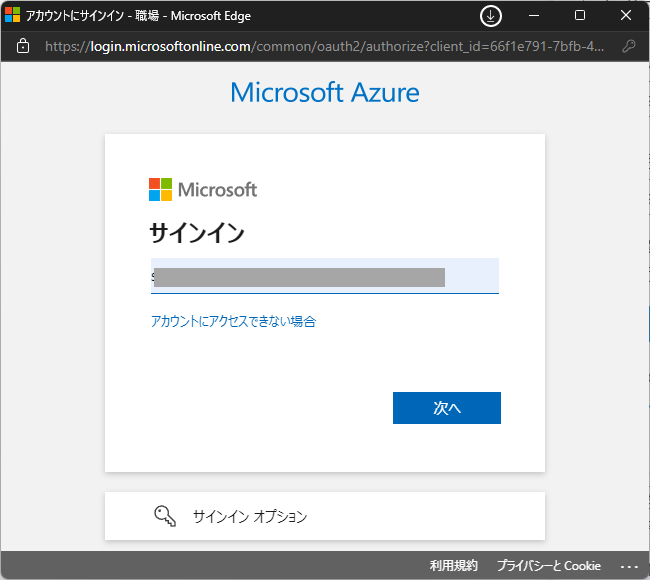 アカウントにサインイン - 職場 - Microsoft Edge
https://login.microsoftonline.com/common/oauth2/authorize?client_id=66f1e791-7bfb-4...
Microsoft Azure
Microsoft
サインイン
アカウントにアクセスできない場合
次へ
サインイン オプション
利用規約 プライバシーと Cookie ...